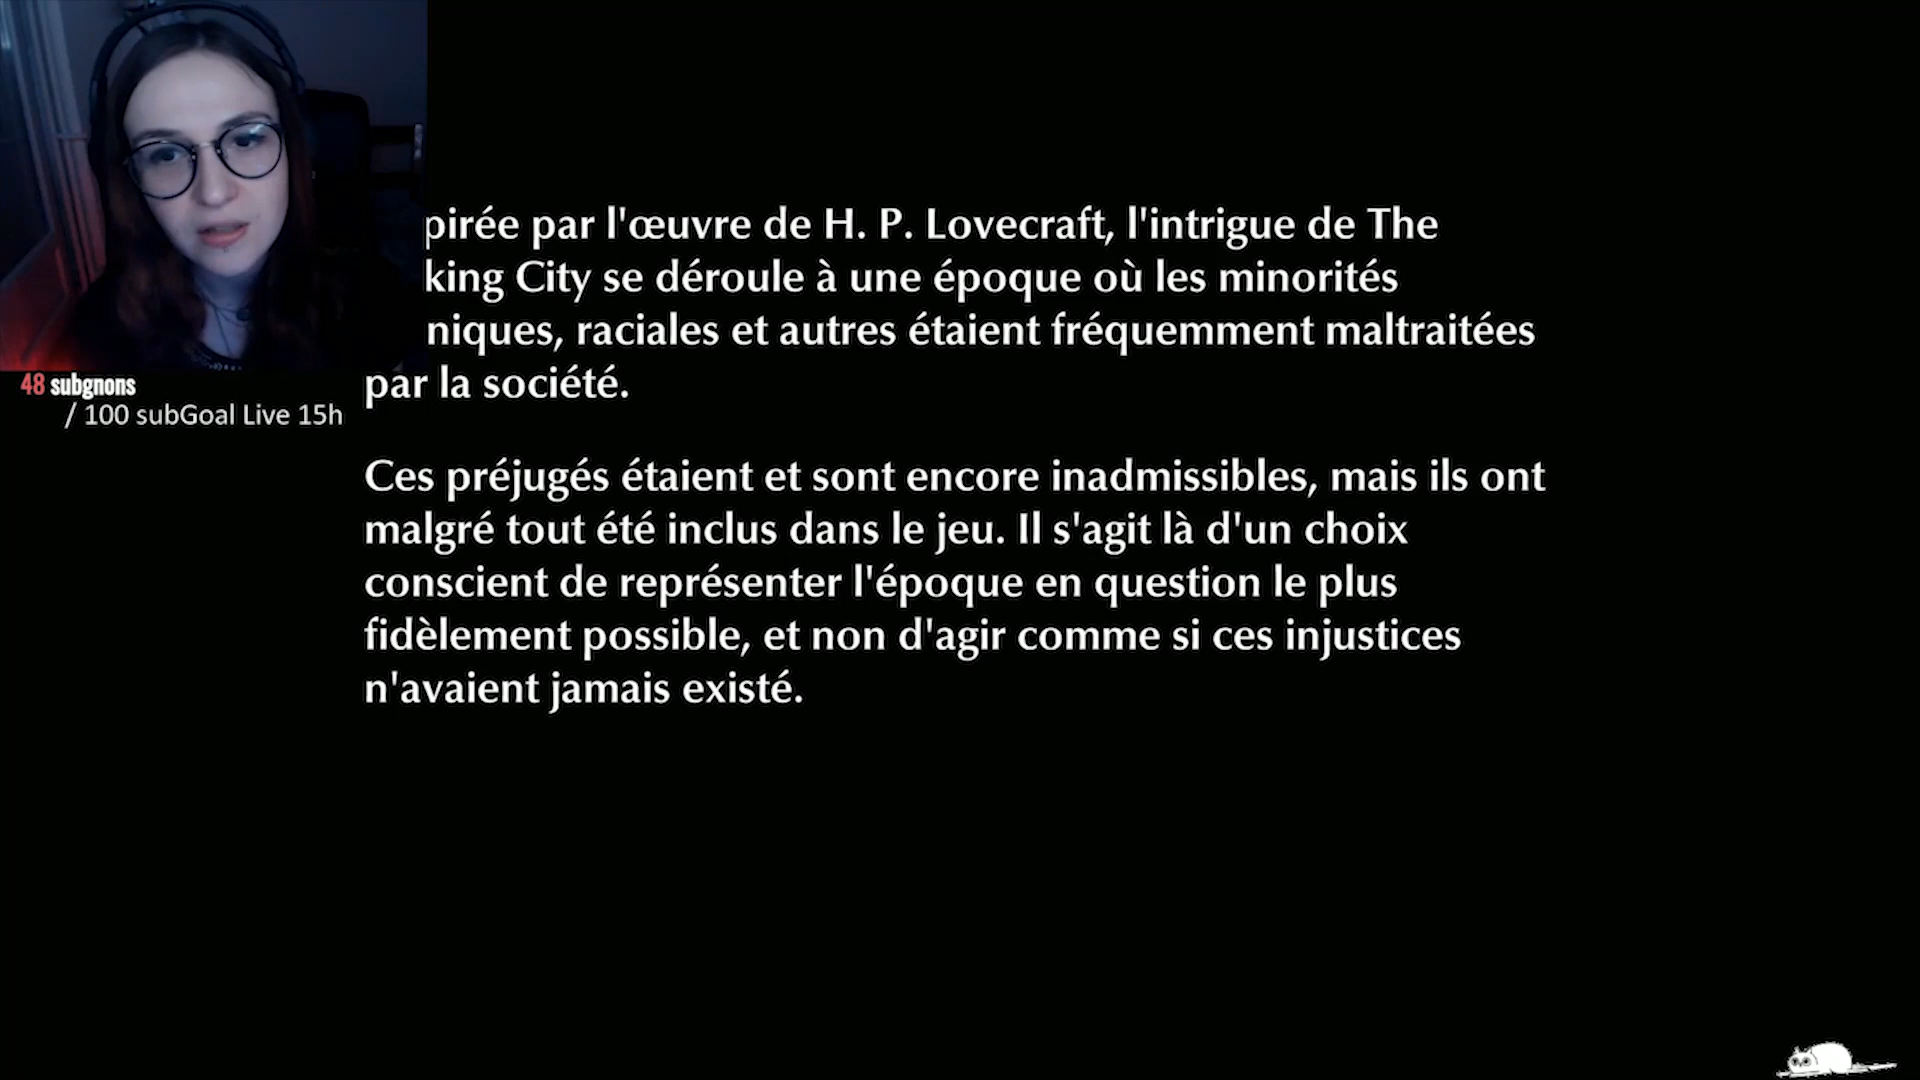 pirée par l'œuvre de H. P. Lovecraft, l'intrigue de The
king City se déroule à une époque où les minorités
niques, raciales et autres étaient fréquemment maltraitées
par la société.
48 subgnons
/ 100 subGoal Live 15h
Ces préjugés étaient et sont encore inadmissibles, mais ils ont
malgré tout été inclus dans le jeu. Il s'agit là d'un choix
conscient de représenter l'époque en question le plus
fidèlement possible, et non d'agir comme si ces injustices
n'avaient jamais existé.